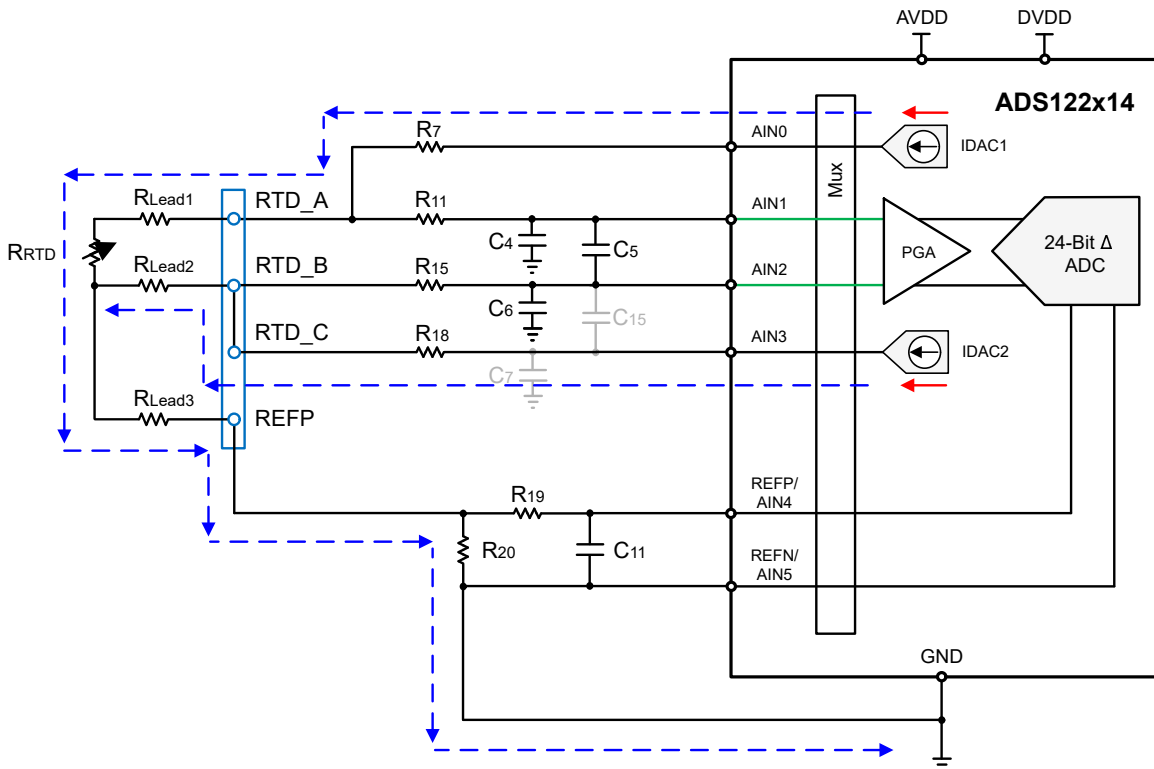 AVDD
DVDD
ADS122x14
R7
AIN0
IDAC1
Mux
RLead1
RTD_A
R11
AIN1
C4
C5
PGA
24-Bit Δ
ADC
RRTD
RLead2
RTD_B
R15
AIN2
C6
C15
RTD_C
R18
AIN3
IDAC2
C7
RLead3
REFP
R19
REFP/
AIN4
R20
C11
REFN/
AIN5
GND